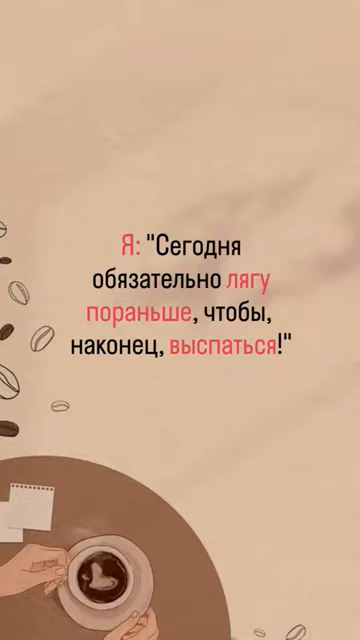 Я: "Сегодня
обязательно лягу
пораньше, чтобы,
наконец, выспаться!"